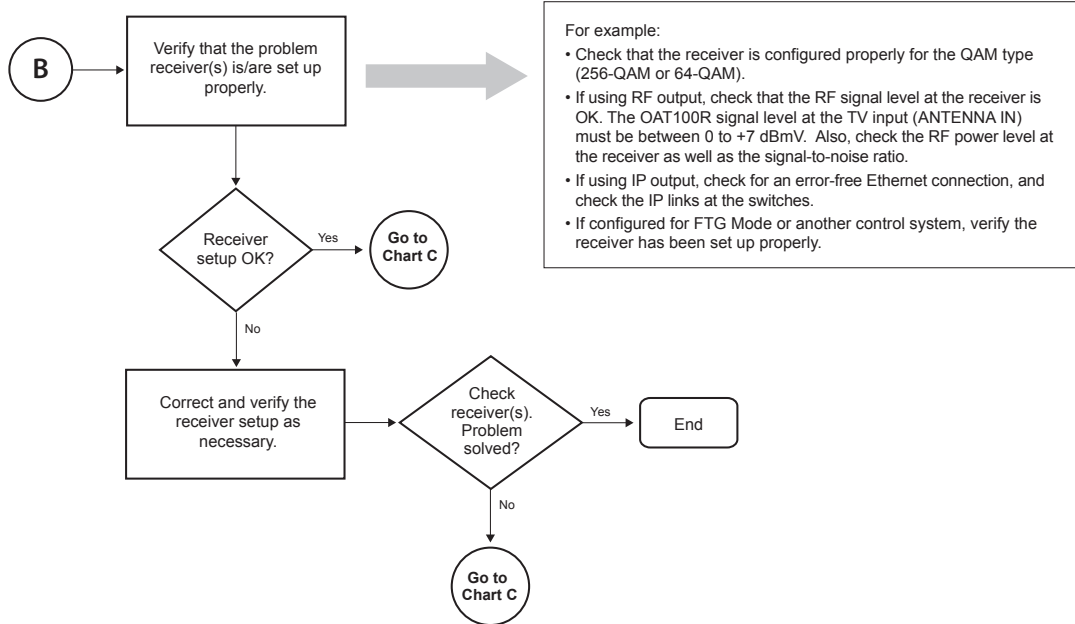 B
Verify that the problem
receiver(s) is/are set up
properly.
For example:
• Check that the receiver is configured properly for the QAM type
(256-QAM or 64-QAM).
• If using RF output, check that the RF signal level at the receiver is
OK. The OAT100R signal level at the TV input (ANTENNA IN)
must be between 0 to +7 dBmV. Also, check the RF power level at
the receiver as well as the signal-to-noise ratio.
• If using IP output, check for an error-free Ethernet connection, and
check the IP links at the switches.
• If configured for FTG Mode or another control system, verify the
receiver has been set up properly.
Receiver
setup OK?
Yes
Go to
Chart C
No
Correct and verify the
receiver setup as
necessary.
Check
receiver(s).
Problem
solved?
Yes
End
No
Go to
Chart C